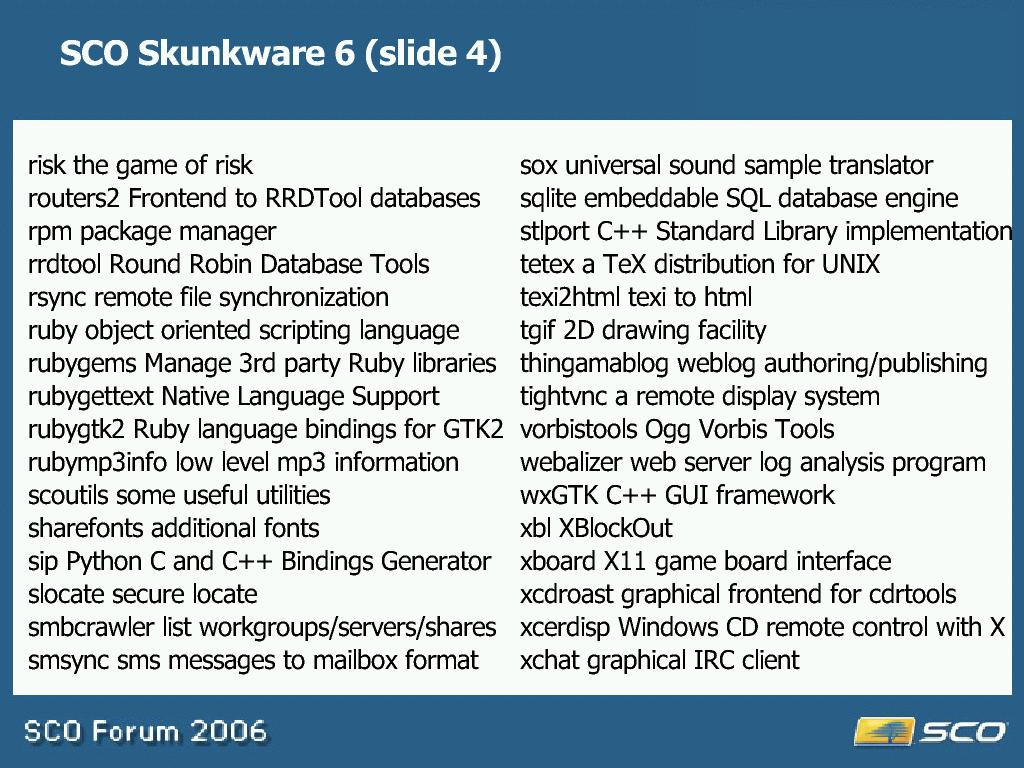 SCO Skunkware 6 (slide 4)
risk the game of risk
routers2 Frontend to RRDTool databases
rpm package manager
rrdtool Round Robin Database Tools
rsync remote file synchronization
ruby object oriented scripting language
rubygems Manage 3rd party Ruby libraries
rubygettext Native Language Support
rubygtk2 Ruby language bindings for GTK2
rubymp3info low level mp3 information
scoutils some useful utilities
sharefonts additional fonts
sip Python C and C++ Bindings Generator
slocate secure locate
smbcrawler list workgroups/servers/shares
smsync sms messages to mailbox format
sox universal sound sample translator
sqlite embeddable SQL database engine
stlport C++ Standard Library implementation
tetex a TeX distribution for UNIX
texi2html texi to html
tgif 2D drawing facility
thingamablog weblog authoring/publishing
tightvnc a remote display system
vorbistools Ogg Vorbis Tools
webalizer web server log analysis program
wxGTK C++ GUI framework
xbl XBlockOut
xboard X11 game board interface
xcdroast graphical frontend for cdrtools
xcerdisp Windows CD remote control with X
xchat graphical IRC client
SCO Forum 2006
SCO